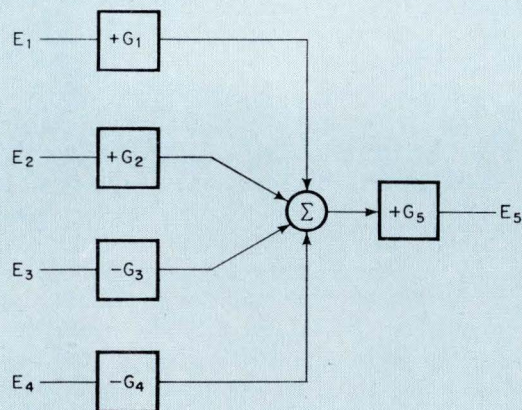 E₁ +G₁
E₂ +G₂
Σ +G₅ E₅
E₃ -G₃
E₄ -G₄